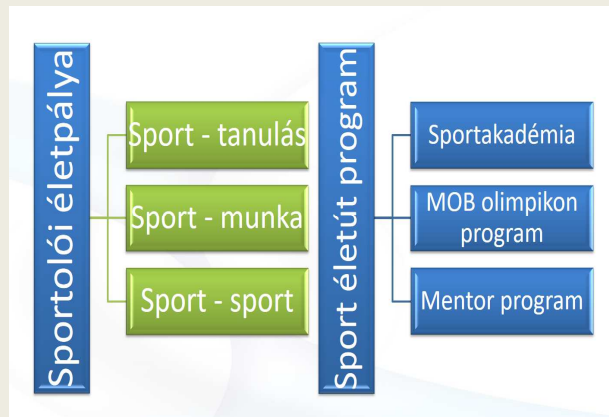 Sportolói életpálya
Sport - tanulás
Sport - munka
Sport - sport
Sport életút program
Sportakadémia
MOB olimpikon
program
Mentor program